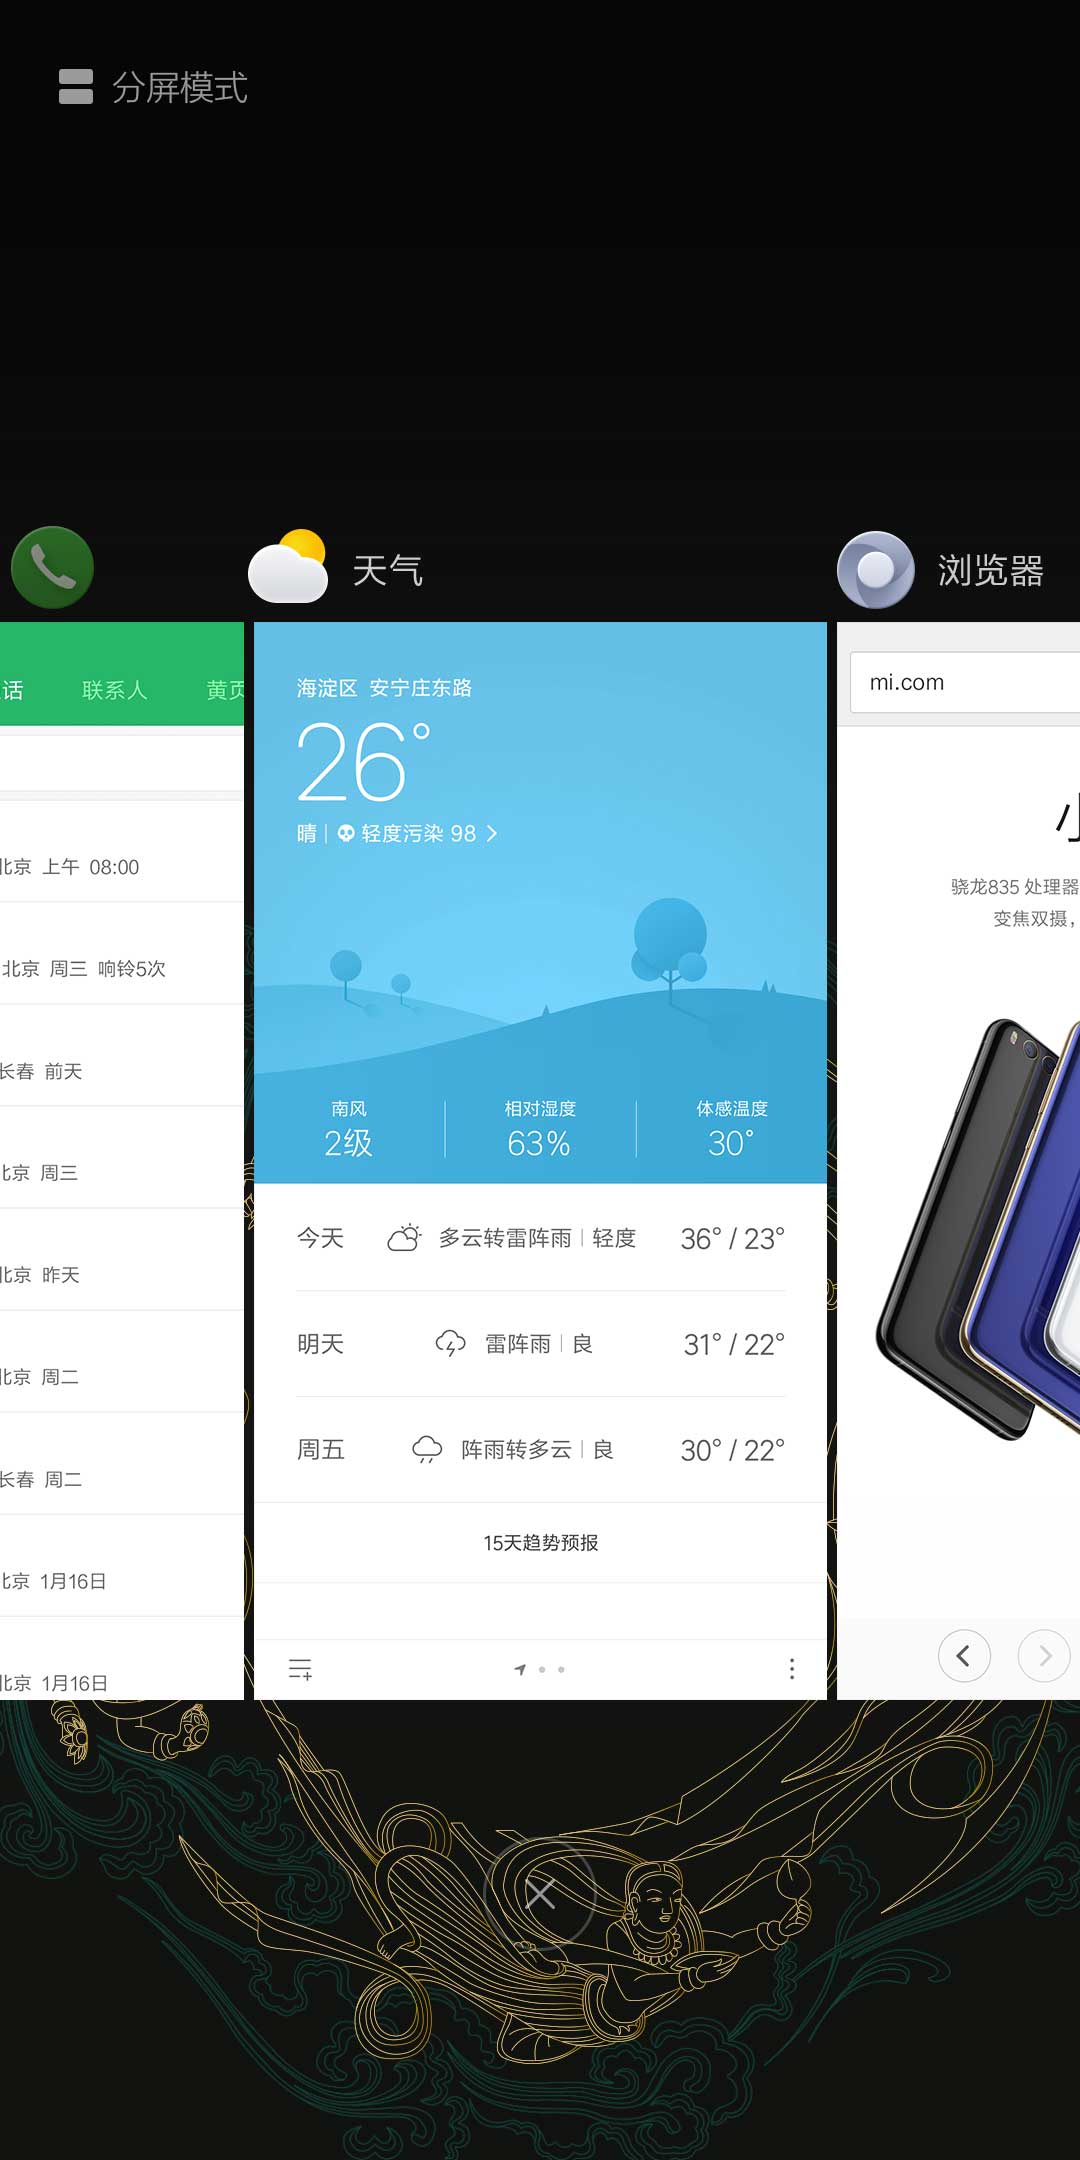 分屏模式
天气
浏览器
话 联系人 黄页
北京 上午 08:00
北京 周三 响铃5次
长春 前天
北京 周三
北京 昨天
北京 周二
长春 周二
北京 1月16日
北京 1月16日
海淀区 安宁庄东路
26°
晴 | 轻度污染 98
南风 相对湿度 体感温度
2级 63% 30°
今天 多云转雷阵雨 | 轻度 36° / 23°
明天 雷阵雨 | 良 31° / 22°
周五 阵雨转多云 | 良 30° / 22°
15天趋势预报
mi.com
小
骁龙835 处理器
变焦双摄，